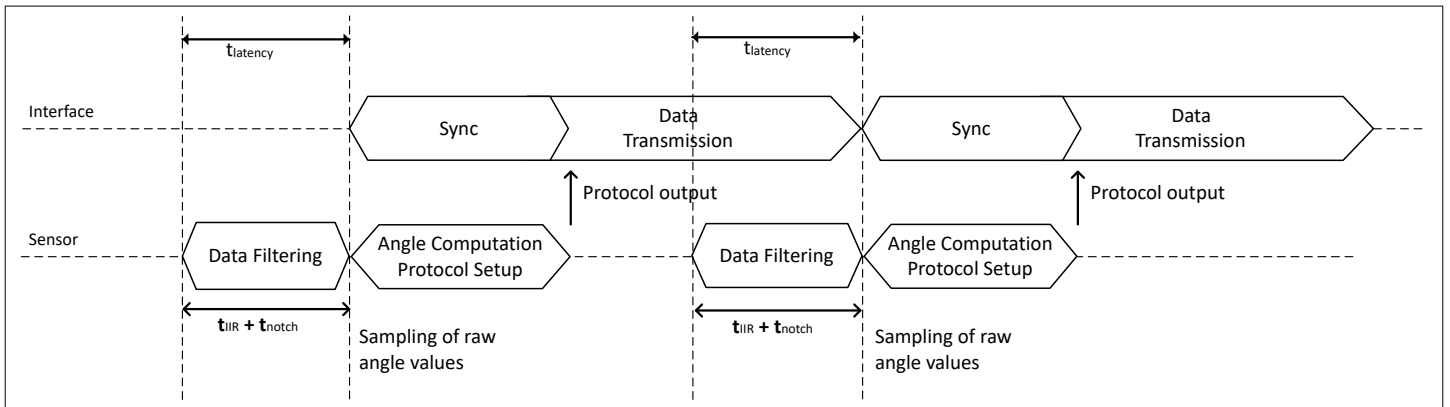 tlatency
tlatency
Interface
Sync
Data
Transmission
Sync
Data
Transmission
Protocol output
Protocol output
Sensor
Data Filtering
Angle Computation
Protocol Setup
Data Filtering
Angle Computation
Protocol Setup
tIIR + tnotch
Sampling of raw
angle values
tIIR + tnotch
Sampling of raw
angle values